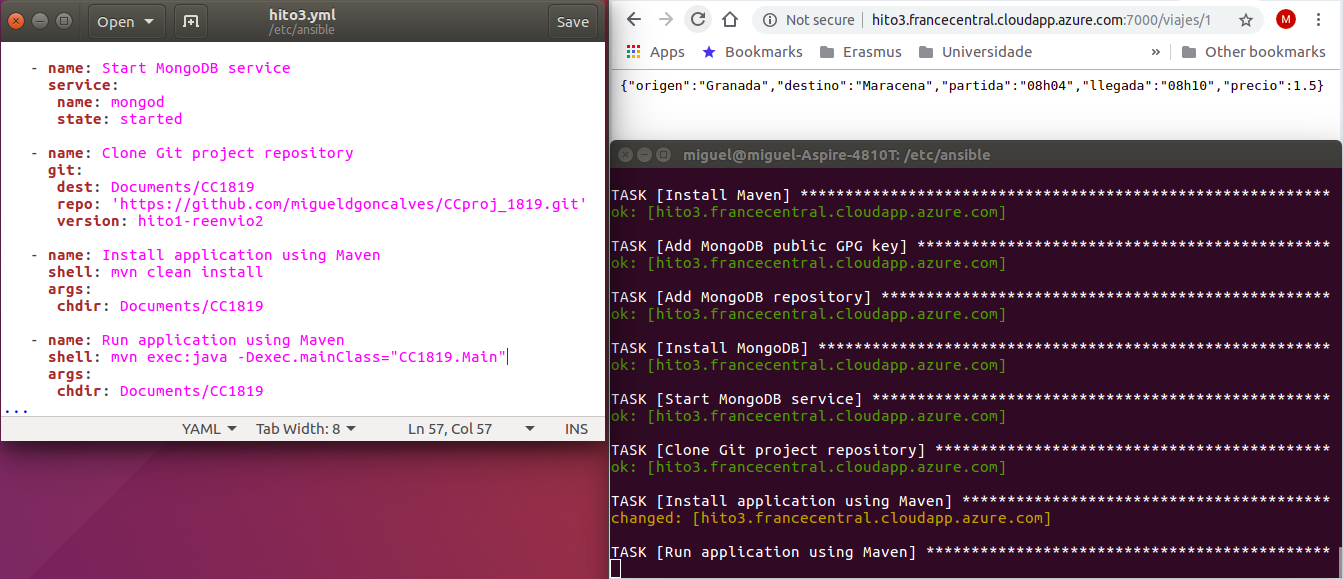 Open
hito3.yml
/etc/ansible
Save
- name: Start MongoDB service
service:
name: mongod
state: started
- name: Clone Git project repository
git:
dest: Documents/CC1819
repo: 'https://github.com/migueldgoncalves/CCproj_1819.git'
version: hito1-reenvio2
- name: Install application using Maven
shell: mvn clean install
args:
chdir: Documents/CC1819
- name: Run application using Maven
shell: mvn exec:java -Dexec.mainClass="CC1819.Main"
args:
chdir: Documents/CC1819
...
YAML Tab Width: 8 Ln 57, Col 57 INS
Not secure | hito3.francecentral.cloudapp.azure.com:7000/viajes/1 M
Apps Bookmarks Erasmus Universidade » Other bookmarks
{"origen":"Granada","destino":"Maracena","partida":"08h04","llegada":"08h10","precio":1.5}
miguel@miguel-Aspire-4810T: /etc/ansible
TASK [Install Maven] ***********************************************************
ok: [hito3.francecentral.cloudapp.azure.com]
TASK [Add MongoDB public GPG key] **********************************************
ok: [hito3.francecentral.cloudapp.azure.com]
TASK [Add MongoDB repository] **************************************************
ok: [hito3.francecentral.cloudapp.azure.com]
TASK [Install MongoDB] *********************************************************
ok: [hito3.francecentral.cloudapp.azure.com]
TASK [Start MongoDB service] ***************************************************
ok: [hito3.francecentral.cloudapp.azure.com]
TASK [Clone Git project repository] ********************************************
ok: [hito3.francecentral.cloudapp.azure.com]
TASK [Install application using Maven] *****************************************
changed: [hito3.francecentral.cloudapp.azure.com]
TASK [Run application using Maven] *********************************************